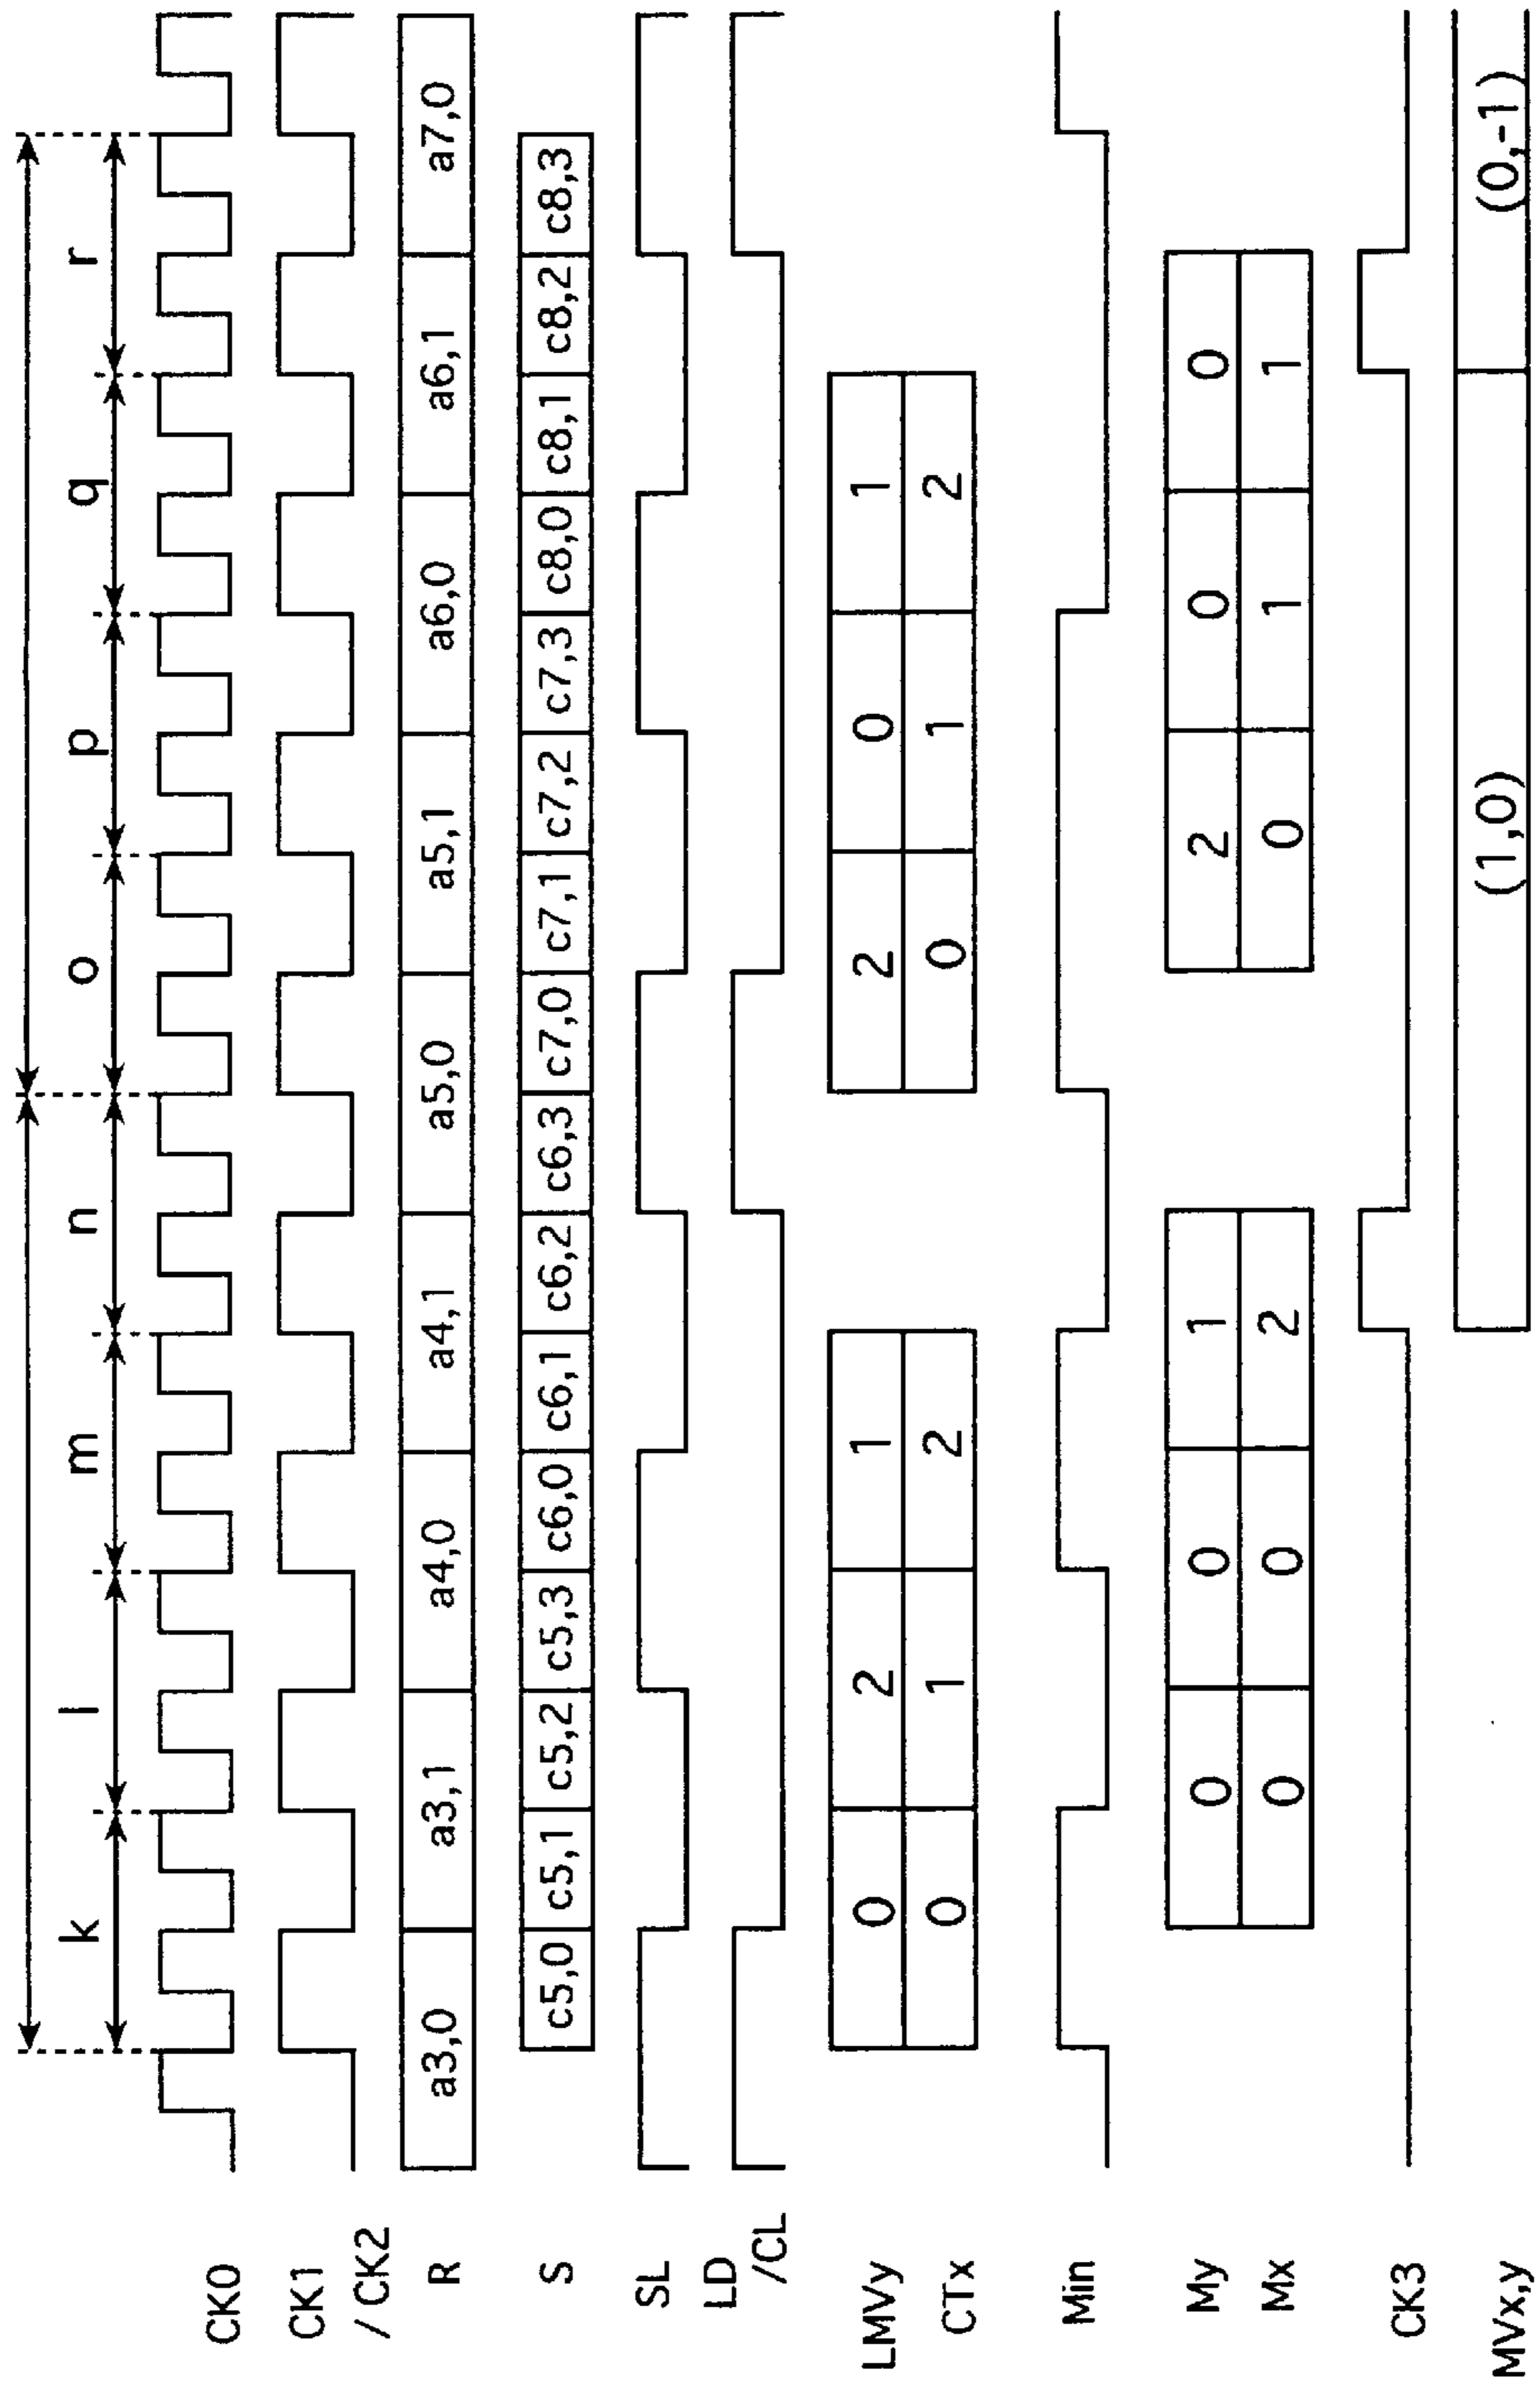 k l m n o p q r
CK0
CK1
/ CK2
R a3,0 a3,1 a4,0 a4,1 a5,0 a5,1 a6,0 a6,1 a7,0
S c5,0 c5,1 c5,2 c5,3 c6,0 c6,1 c6,2 c6,3 c7,0 c7,1 c7,2 c7,3 c8,0 c8,1 c8,2 c8,3
SL
LD
/CL
LMVy 0 2 1 2 0 1
CTx 0 1 2 0 1 2
Min
My 0 0 1 2 0 0
Mx 0 0 2 0 1 1
CK3
MVx,y (1,0) (0,-1)